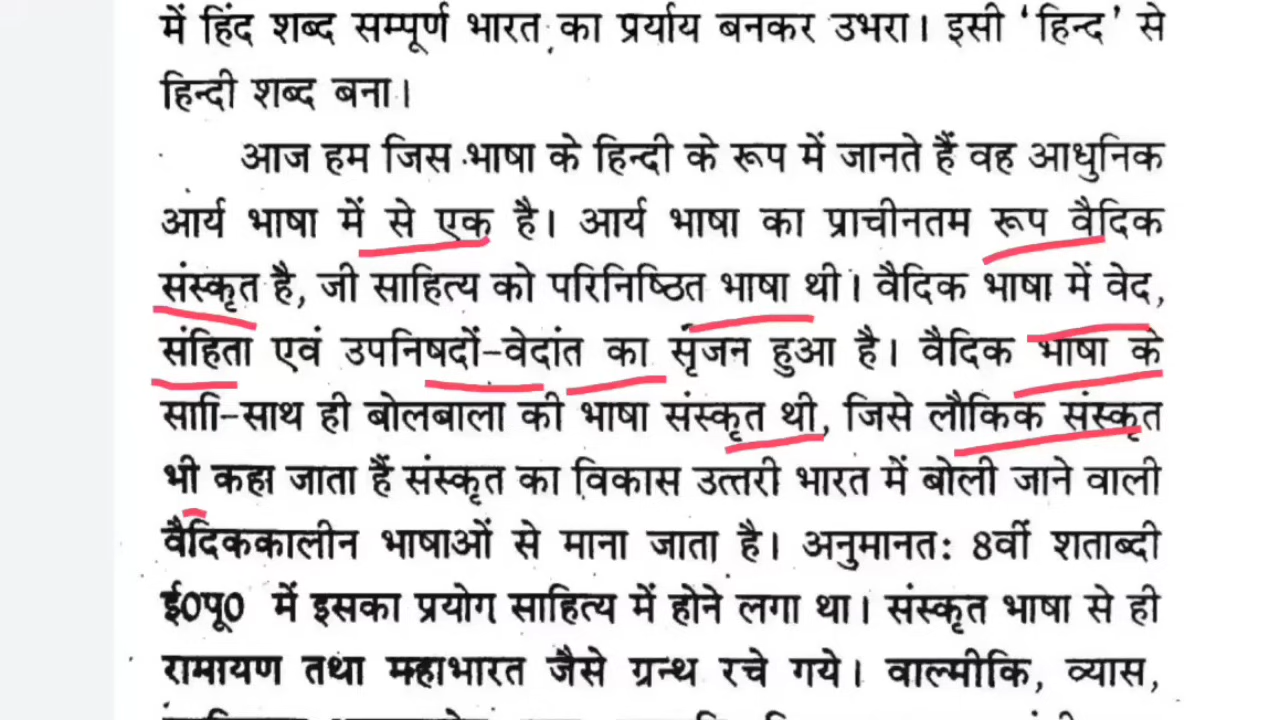 में हिंद शब्द सम्पूर्ण भारत का प्रर्याय बनकर उभरा। इसी ‘हिन्द’ से
हिन्दी शब्द बना।
आज हम जिस भाषा के हिन्दी के रूप में जानते हैं वह आधुनिक
आर्य भाषा में से एक है। आर्य भाषा का प्राचीनतम रूप वैदिक
संस्कृत है, जी साहित्य को परिनिष्ठित भाषा थी। वैदिक भाषा में वेद,
संहिता एवं उपनिषदों-वेदांत का सृजन हुआ है। वैदिक भाषा के
सााि-साथ ही बोलबाला की भाषा संस्कृत थी, जिसे लौकिक संस्कृत
भी कहा जाता हैं संस्कृत का विकास उत्तरी भारत में बोली जाने वाली
वैदिककालीन भाषाओं से माना जाता है। अनुमानत: 8वीं शताब्दी
ई0पू0 में इसका प्रयोग साहित्य में होने लगा था। संस्कृत भाषा से ही
रामायण तथा महाभारत जैसे ग्रन्थ रचे गये। वाल्मीकि, व्यास,